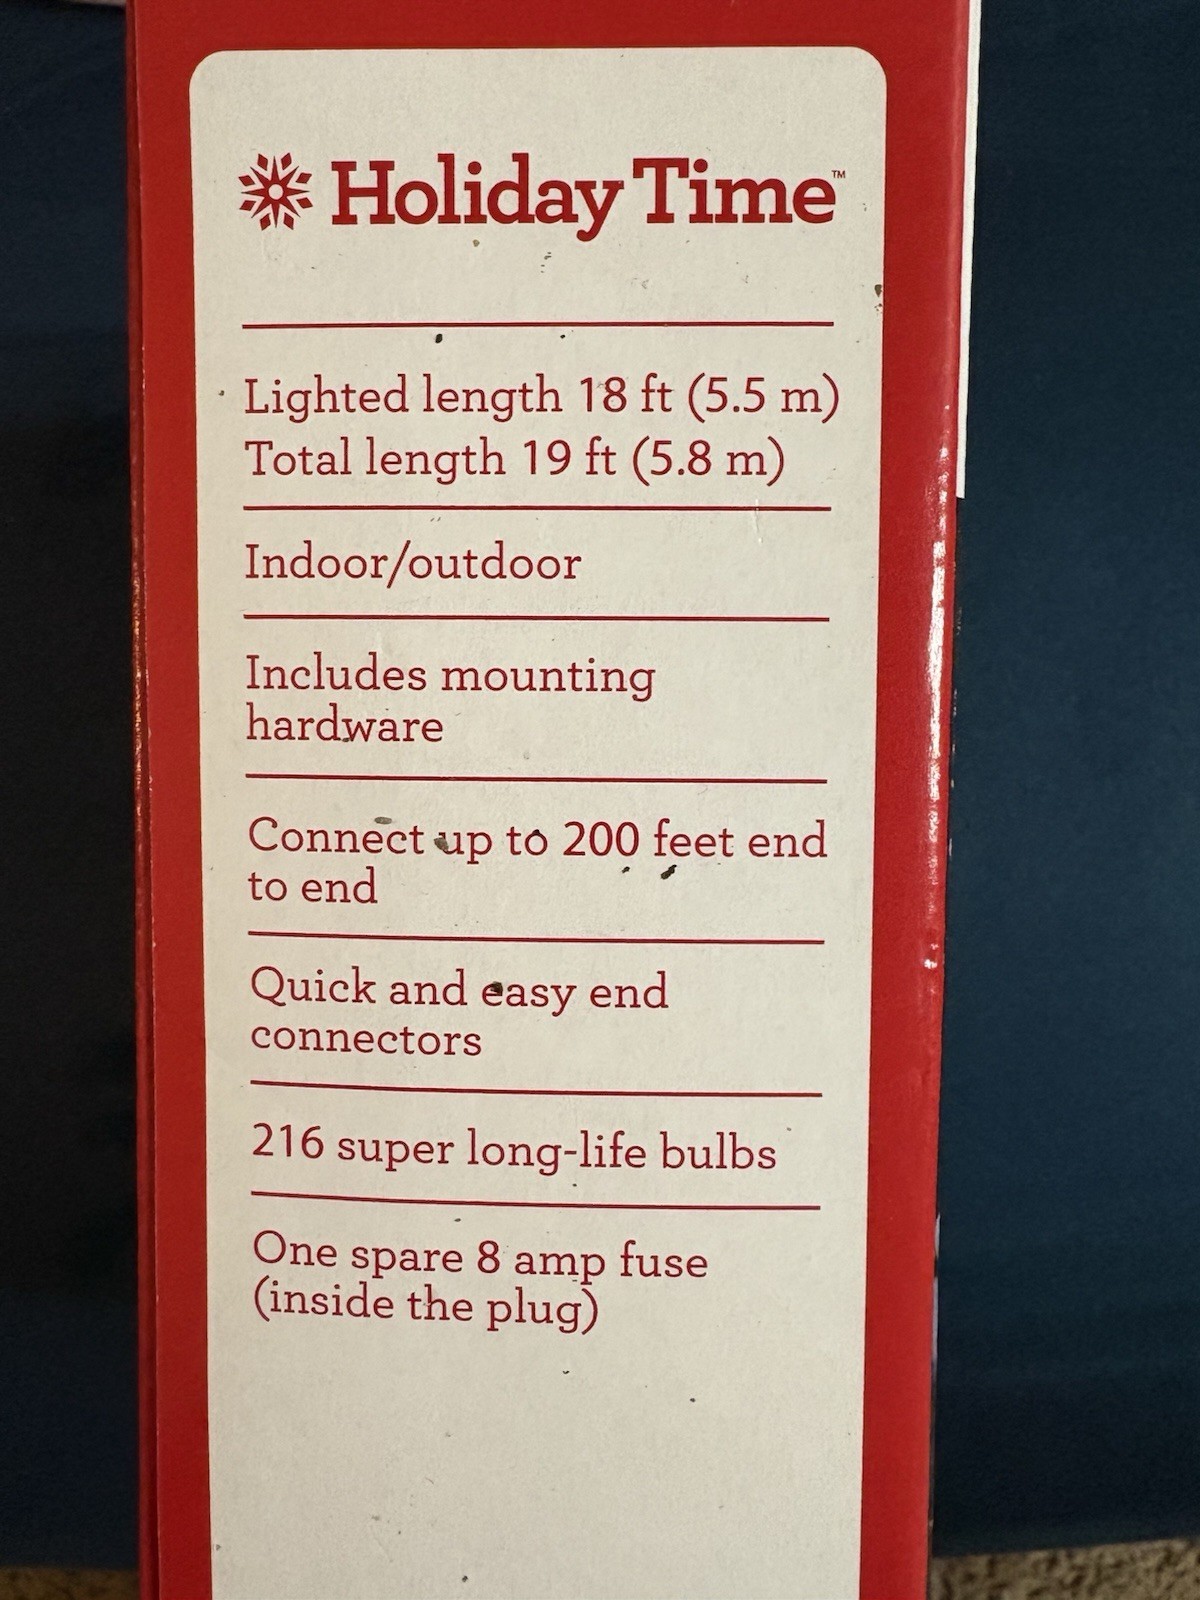 Holiday Time™
Lighted length 18 ft (5.5 m)
Total length 19 ft (5.8 m)
Indoor/outdoor
Includes mounting
hardware
Connect up to 200 feet end
to end
Quick and easy end
connectors
216 super long-life bulbs
One spare 8 amp fuse
(inside the plug)